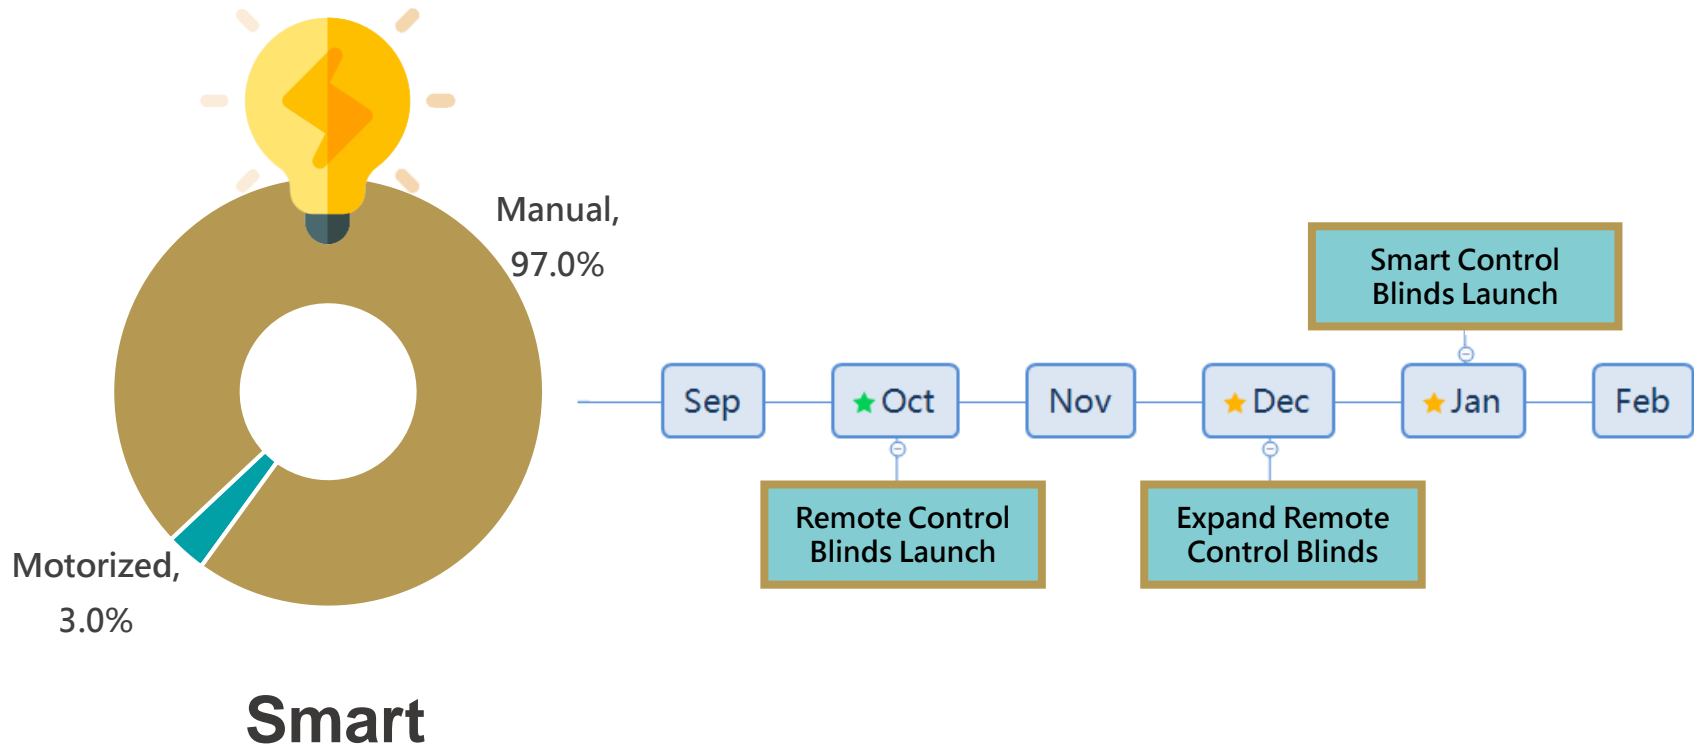 Manual,
97.0%
Motorized,
3.0%
Smart
Smart Control
Blinds Launch
Sep
Oct
Nov
Dec
Jan
Feb
Remote Control
Blinds Launch
Expand Remote
Control Blinds